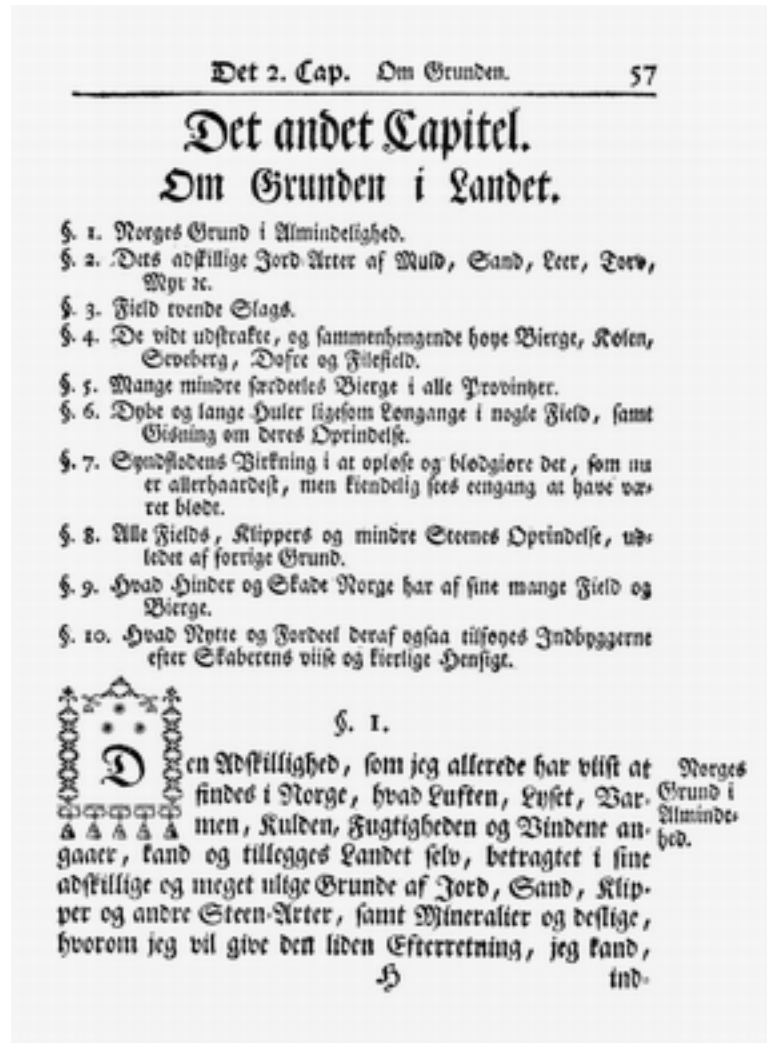 Det 2. Cap. Om Grunden. 57
Det andet Capitel.
Om Grunden i Landet.
§. 1. Norges Grund i Almindelighed.
§. 2. Dets adskillige Jord-Arter af Muld, Sand, Leer, Torv,
Myr ꝛc.
§. 3. Field tvende Slags.
§. 4. De vidt udstrakte, og sammenhengende høye Bierge, Kølen,
Seveberg, Dofre og Filefield.
§. 5. Mange mindre særdeeles Bierge i alle Provintzer.
§. 6. Dybe og lange Huler ligesom Løngange i nogle Field, samt
Gisning om deres Oprindelse.
§. 7. Syndflodens Virkning i at opløse og blødgiøre det, som nu
er allerhaardest, men kiendelig sees eengang at have væ-
ret bløde.
§. 8. Alle Fields, Klippers og mindre Steenes Oprindelse, ud-
ledet af forrige Grund.
§. 9. Hvad Hinder og Skade Norge har af sine mange Field og
Bierge.
§. 10. Hvad Nytte og Fordeel deraf ogsaa tilføyes Indbyggerne
efter Skaberens viise og kierlige Hensigt.
§. 1.
Den Adskillighed, som jeg allerede har viist at
findes i Norge, hvad Luften, Lyset, Var-
men, Kulden, Fugtigheden og Vindene an-
gaaer, kand og tillegges Landet selv, betragtet i sine
adskillige og meget ulige Grunde af Jord, Sand, Klip-
per og andre Steen-Arter, samt Mineralier og deslige,
hvorom jeg vil give den liden Efterretning, jeg kand,
Norges
Grund i
Alminde-
hed.
H ind-